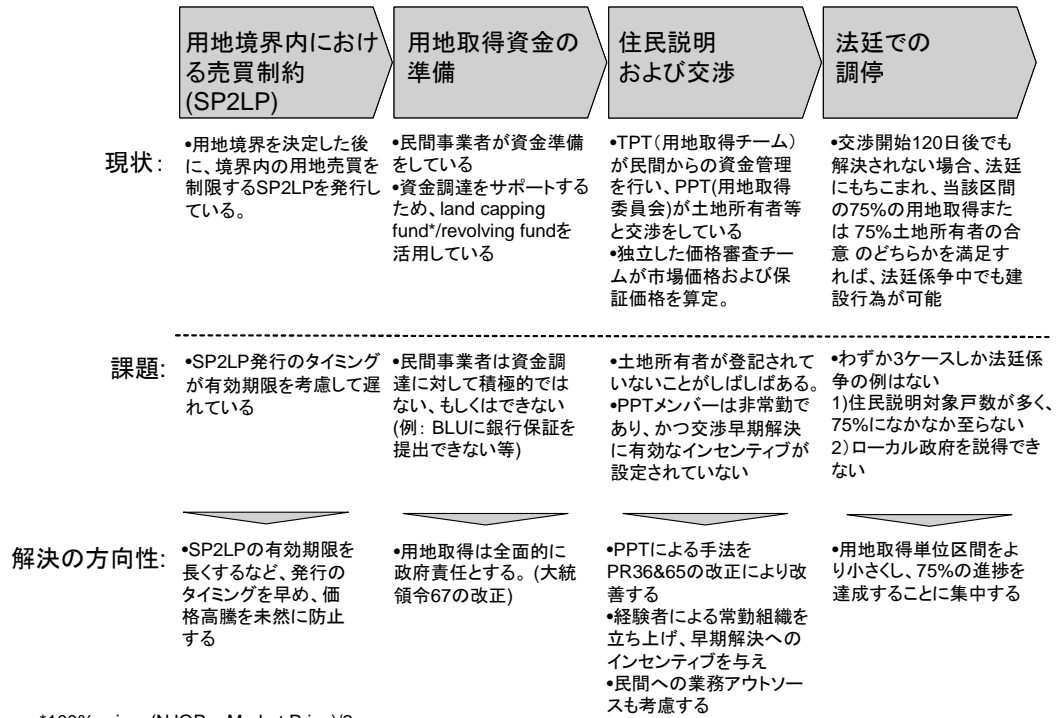 用地境界内におけ
る売買制約
(SP2LP)
用地取得資金の
準備
住民説明
および交渉
法廷での
調停
現状:
•用地境界を決定した後
に、境界内の用地売買を
制限するSP2LPを発行し
ている。
•民間事業者が資金準備
をしている
•資金調達をサポートする
ため、land capping
fund*/revolving fundを
活用している
•TPT(用地取得チーム)
が民間からの資金管理
を行い、PPT(用地取得
委員会)が土地所有者等
と交渉をしている
•独立した価格審査チー
ムが市場価格および保
証価格を算定。
•交渉開始120日後でも
解決されない場合、法廷
にもちこまれ、当該区間
の75%の用地取得また
は 75%土地所有者の合
意 のどちらかを満足す
れば、法廷係争中でも建
設行為が可能
課題:
•SP2LP発行のタイミング
が有効期限を考慮して遅
れている
•民間事業者は資金調
達に対して積極的では
ない、もしくはできない
(例: BLUに銀行保証を
提出できない等)
•土地所有者が登記されて
いないことがしばしばある。
•PPTメンバーは非常勤で
あり、かつ交渉早期解決
に有効なインセンティブが
設定されていない
•わずか3ケースしか法廷係
争の例はない
1)住民説明対象戸数が多く、
75%になかなか至らない
2)ローカル政府を説得でき
ない
解決の方向性:
•SP2LPの有効期限を
長くするなど、発行の
タイミングを早め、価
格高騰を未然に防止
する
•用地取得は全面的に
政府責任とする。(大統
領令67の改正)
•PPTによる手法を
PR36&65の改正により改
善する
•経験者による常勤組織を
立ち上げ、早期解決への
インセンティブを与え
•民間への業務アウトソー
スも考慮する
•用地取得単位区間をよ
り小さくし、75%の進捗を
達成することに集中する